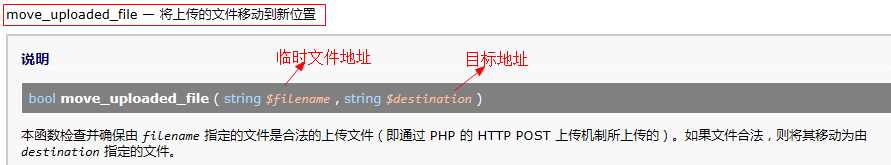 move_uploaded_file — 将上传的文件移动到新位置
说明
临时文件地址
目标地址
bool move_uploaded_file ( string $filename , string $destination )
本函数检查并确保由 filename 指定的文件是合法的上传文件（即通过 PHP 的 HTTP POST 上传机制所上传的）。如果文件合法，则将其移动为由
destination 指定的文件。